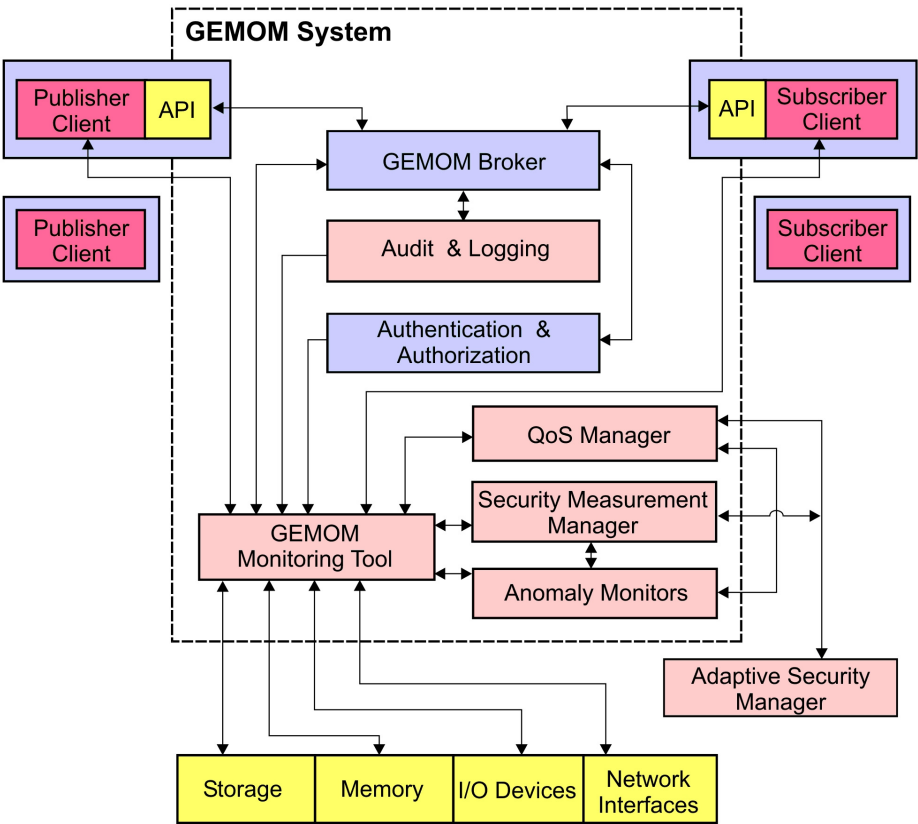 GEMOM System
Publisher
Client
API
API
Subscriber
Client
GEMOM Broker
Publisher
Client
Subscriber
Client
Audit & Logging
Authentication &
Authorization
QoS Manager
Security Measurement
Manager
GEMOM
Monitoring Tool
Anomaly Monitors
Adaptive Security
Manager
Storage
Memory
I/O Devices
Network
Interfaces